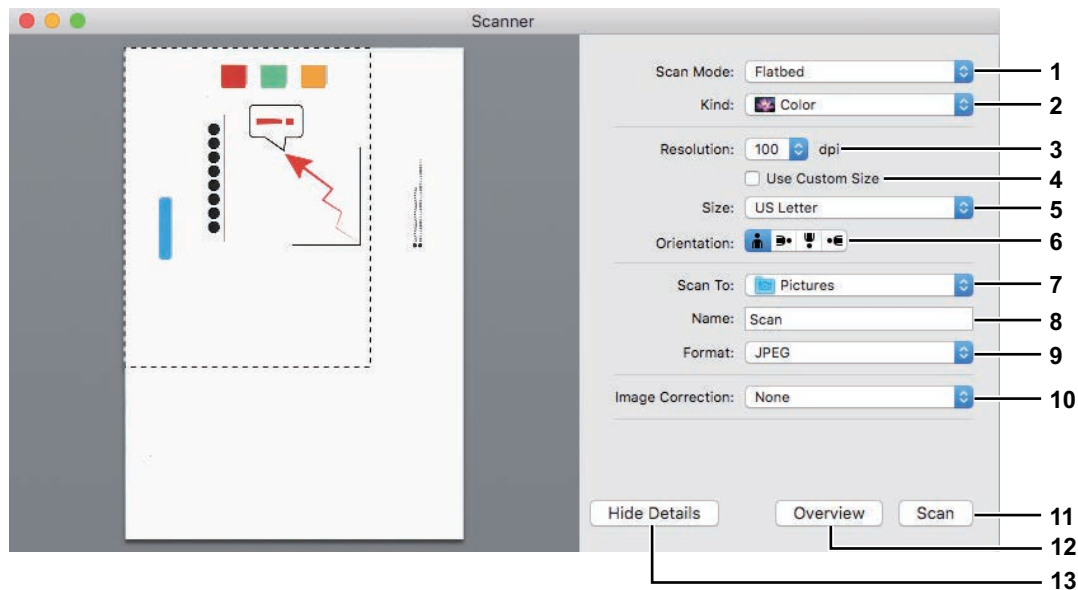 Scanner
Scan Mode: Flatbed 1
Kind: Color 2
Resolution: 100 dpi 3
Use Custom Size 4
Size: US Letter 5
Orientation: 6
Scan To: Pictures 7
Name: Scan 8
Format: JPEG 9
Image Correction: None 10
Hide Details Overview Scan 11
12
13